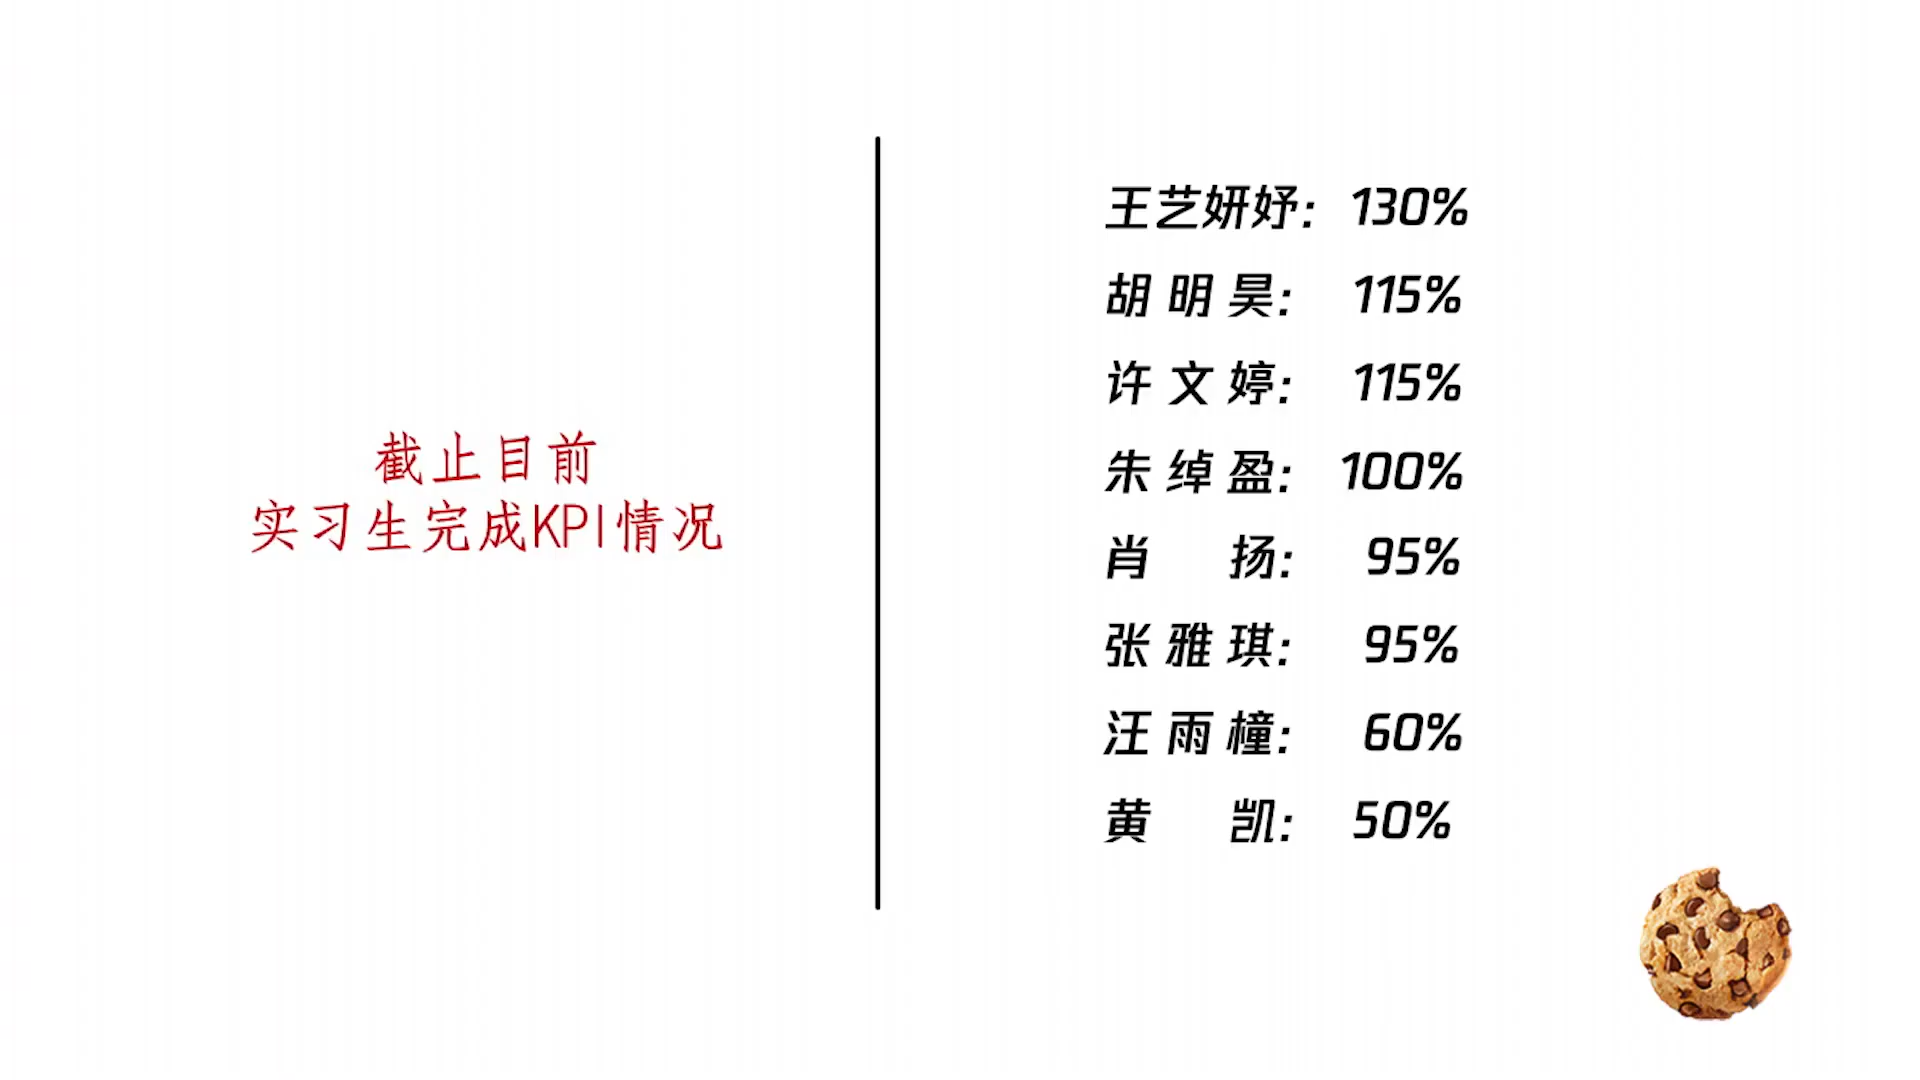 截止目前
实习生完成KPI情况
王艺妍妤: 130%
胡明昊: 115%
许文婷: 115%
朱绰盈: 100%
肖扬: 95%
张雅琪: 95%
汪雨橦: 60%
黄凯: 50%